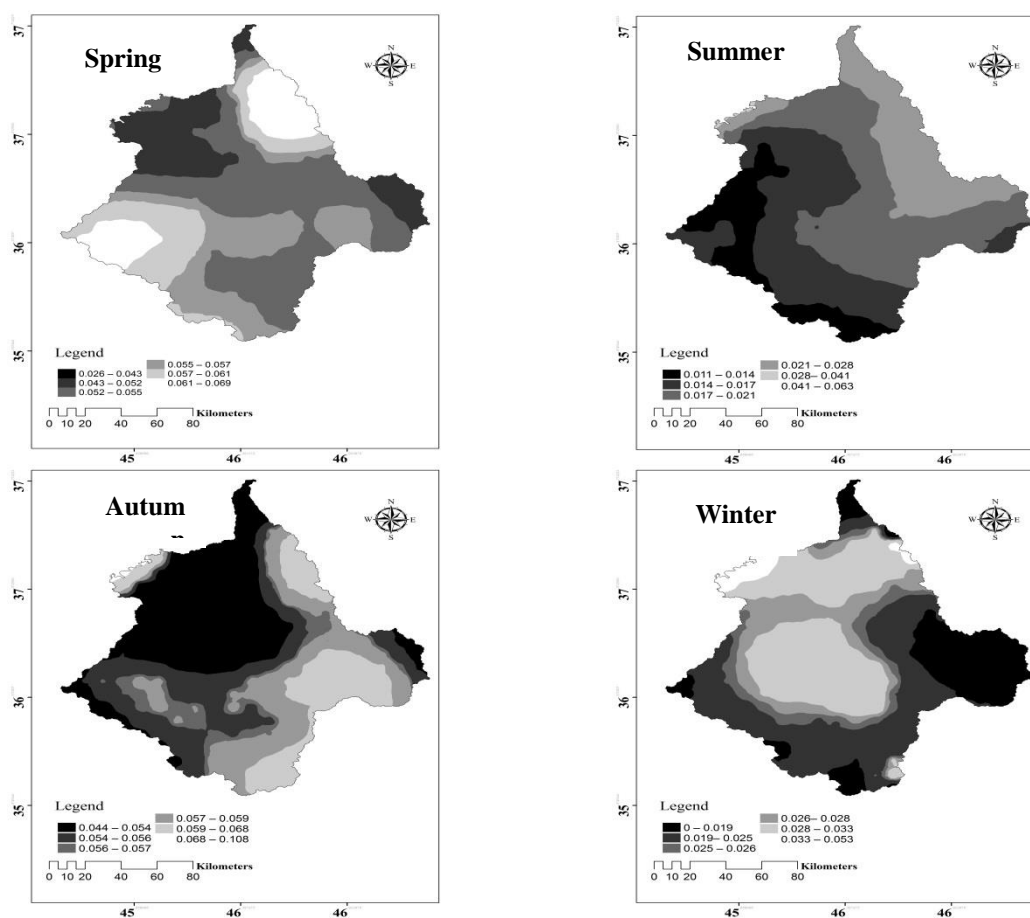 Spring
N
W E
S
37
37
36
35
Legend
0.026 – 0.043
0.043 – 0.052
0.052 – 0.055
0.055 – 0.057
0.057 – 0.061
0.061 – 0.069
0 10 20 40 60 80 Kilometers
45 46 46
Summer
N
W E
S
37
37
36
35
Legend
0.011 – 0.014
0.014 – 0.017
0.017 – 0.021
0.021 – 0.028
0.028 – 0.041
0.041 – 0.063
0 10 20 40 60 80 Kilometers
45 46 46
Autum
N
W E
S
37
37
36
35
Legend
0.044 – 0.054
0.054 – 0.056
0.056 – 0.057
0.057 – 0.059
0.059 – 0.068
0.068 – 0.108
0 10 20 40 60 80 Kilometers
45 46 46
Winter
N
W E
S
37
37
36
35
Legend
0 – 0.019
0.019 – 0.025
0.025 – 0.026
0.026 – 0.028
0.028 – 0.033
0.033 – 0.053
0 10 20 40 60 80 Kilometers
45 46 46